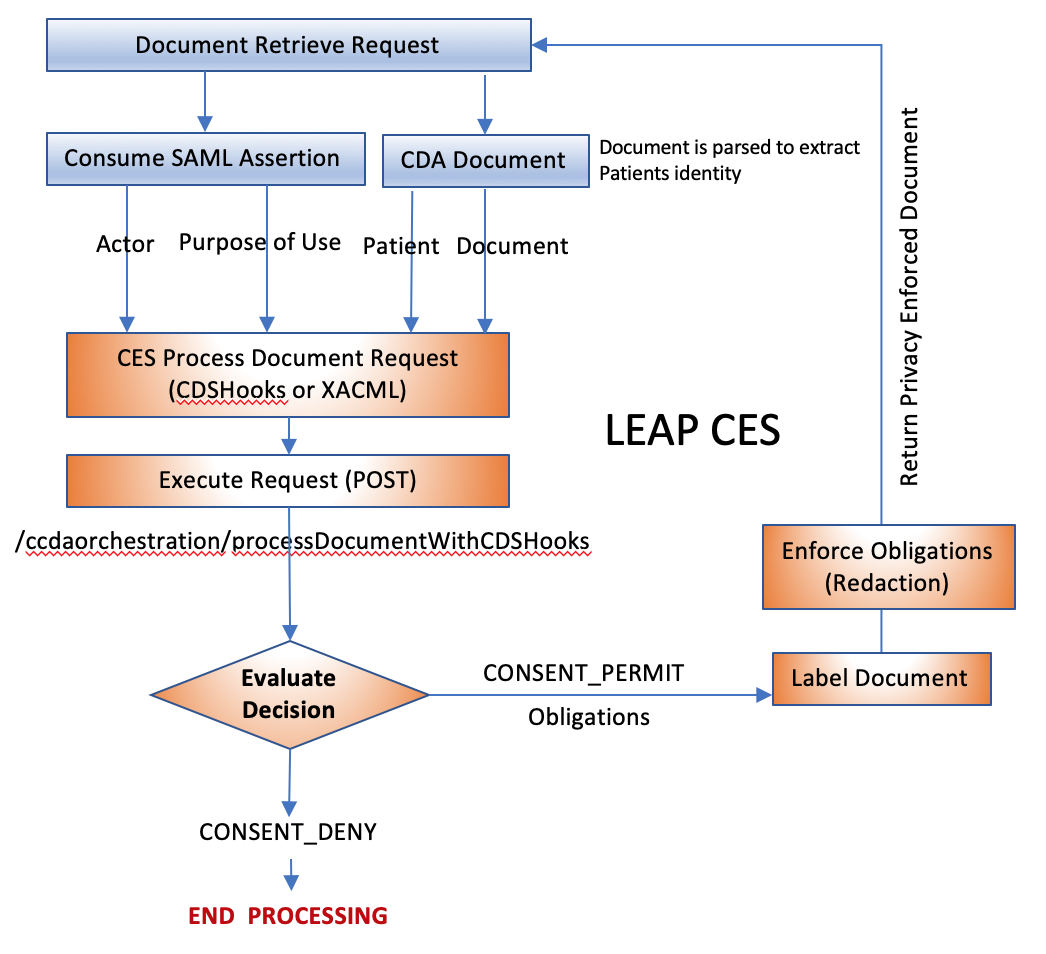 Document Retrieve Request
Consume SAML Assertion
CDA Document
Document is parsed to extract
Patients identity
Actor
Purpose of Use
Patient
Document
CES Process Document Request
(CDSHooks or XACML)
LEAP CES
Execute Request (POST)
/ccdaorchestration/processDocumentWithCDSHooks
Return Privacy Enforced Document
Enforce Obligations
(Redaction)
Label Document
Evaluate
Decision
CONSENT_PERMIT
Obligations
CONSENT_DENY
END  PROCESSING